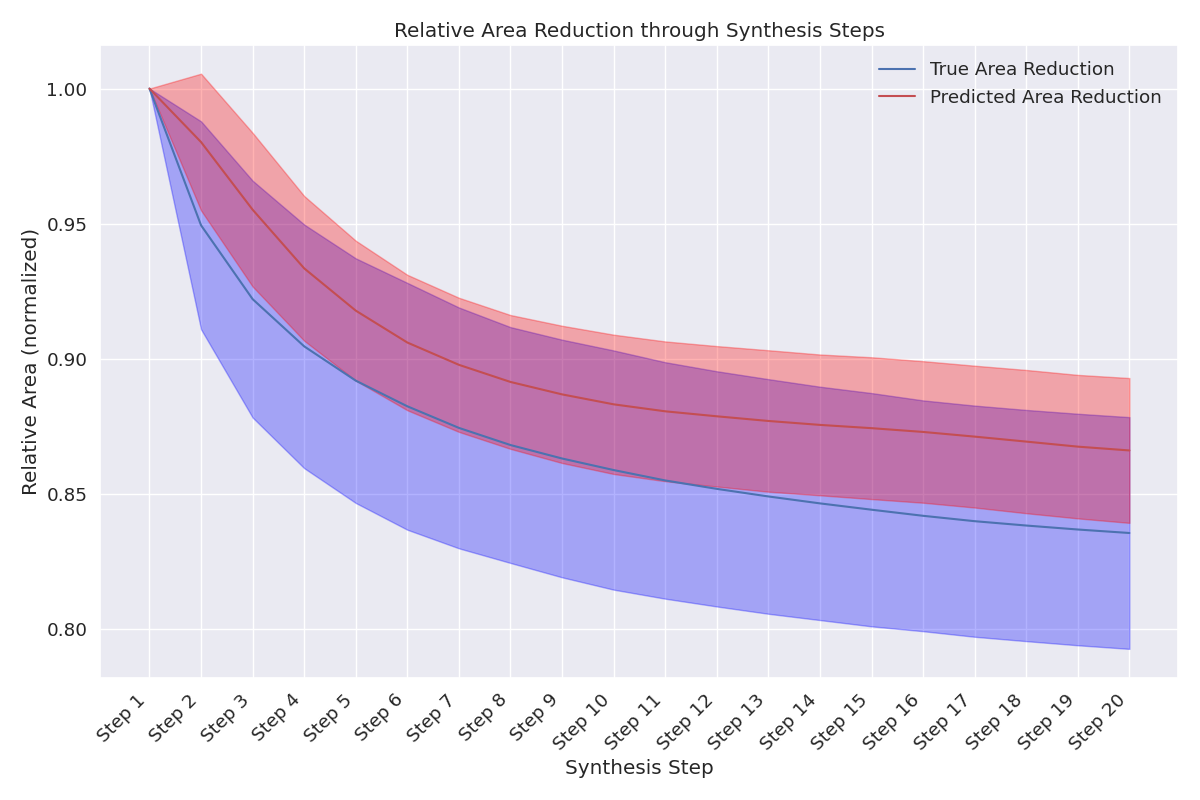 Relative Area Reduction through Synthesis Steps
True Area Reduction
Predicted Area Reduction
Relative Area (normalized)
1.00
0.95
0.90
0.85
0.80
Step 1
Step 2
Step 3
Step 4
Step 5
Step 6
Step 7
Step 8
Step 9
Step 10
Step 11
Step 12
Step 13
Step 14
Step 15
Step 16
Step 17
Step 18
Step 19
Step 20
Synthesis Step